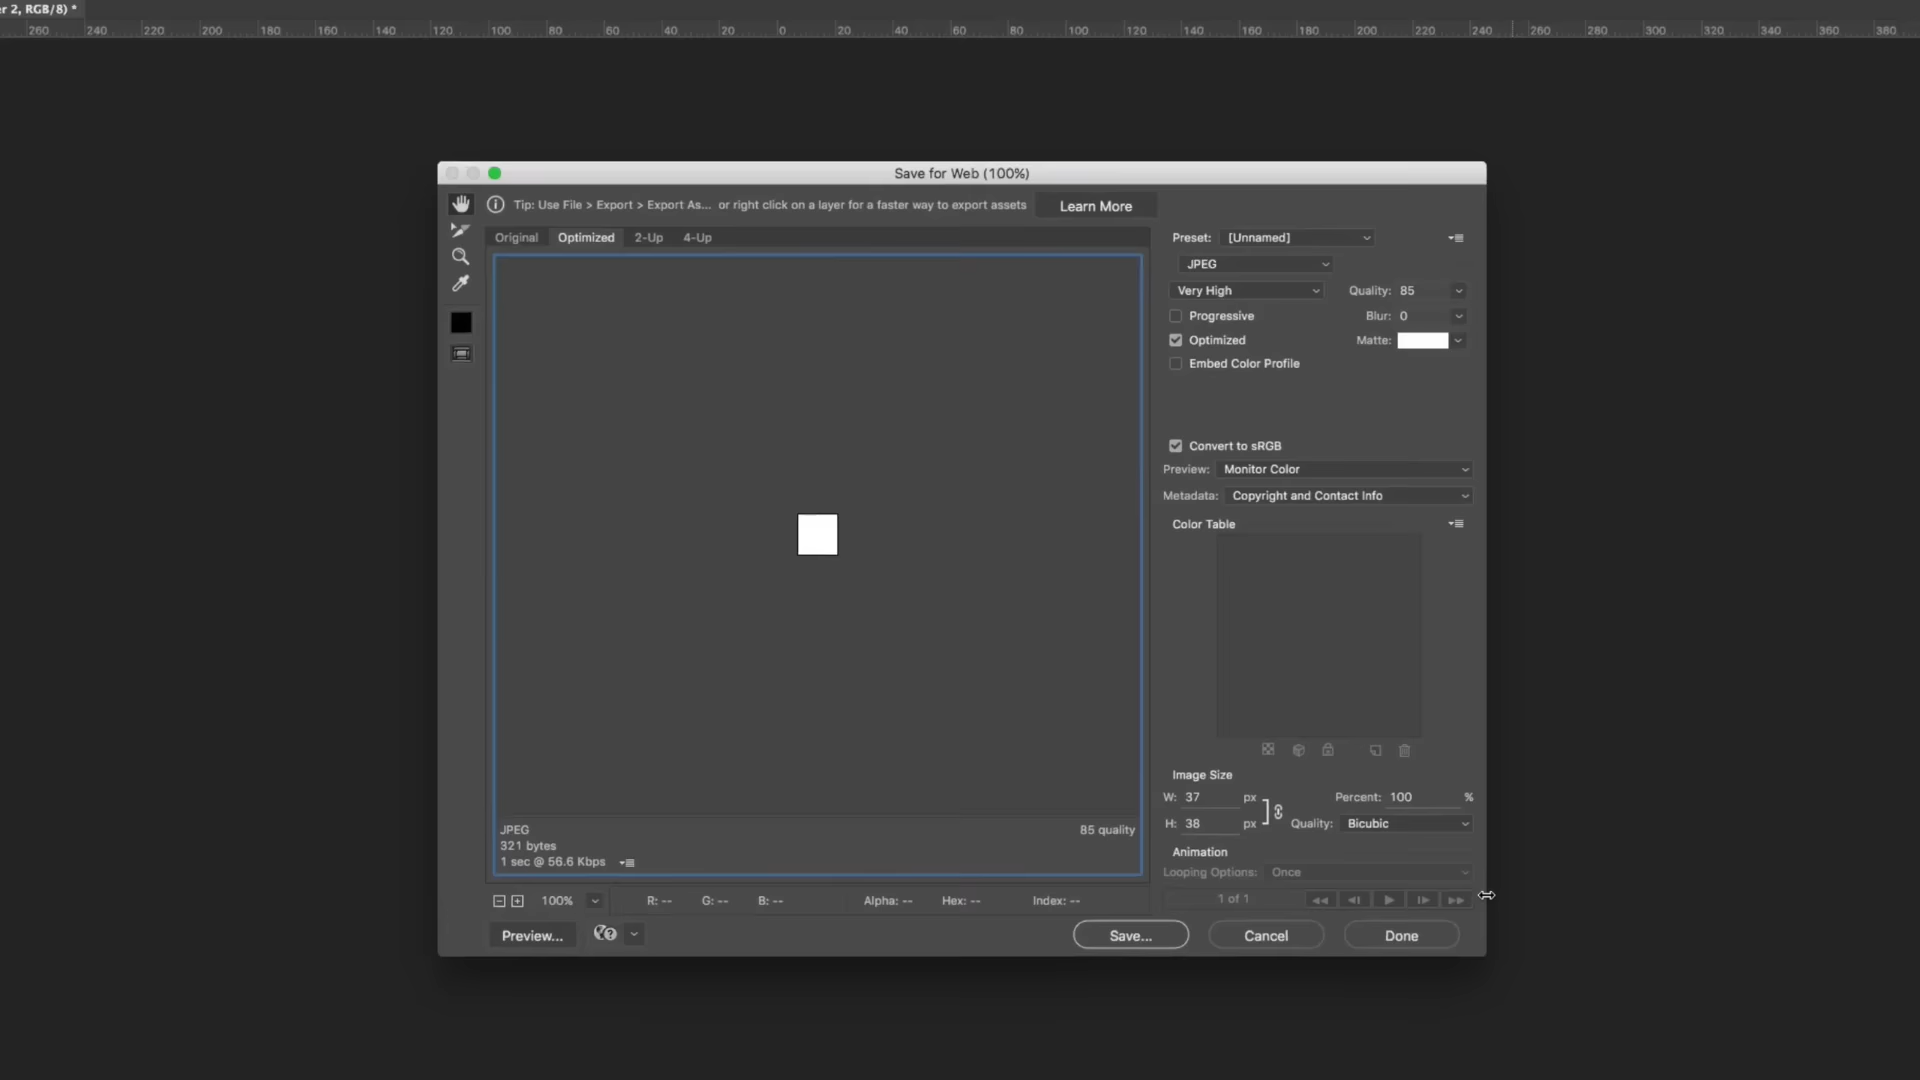 er 2, RGB/8) *
260 240 220 200 180 160 140 120 100 80 60 40 20 0 20 40 60 80 100 120 140 160 180 200 220 240 260 280 300 320 340 360 380
Save for Web (100%)
Tip: Use File > Export > Export As... or right click on a layer for a faster way to export assets
Learn More
Original Optimized 2-Up 4-Up
Preset: [Unnamed]
JPEG
Very High Quality: 85
Progressive Blur: 0
Optimized Matte:
Embed Color Profile
Convert to sRGB
Preview: Monitor Color
Metadata: Copyright and Contact Info
Color Table
Image Size
W: 37 px Percent: 100 %
H: 38 px Quality: Bicubic
Animation
Looping Options: Once
1 of 1
JPEG 85 quality
321 bytes
1 sec @ 56.6 Kbps
100% R: -- G: -- B: -- Alpha: -- Hex: -- Index: --
Preview... Save... Cancel Done